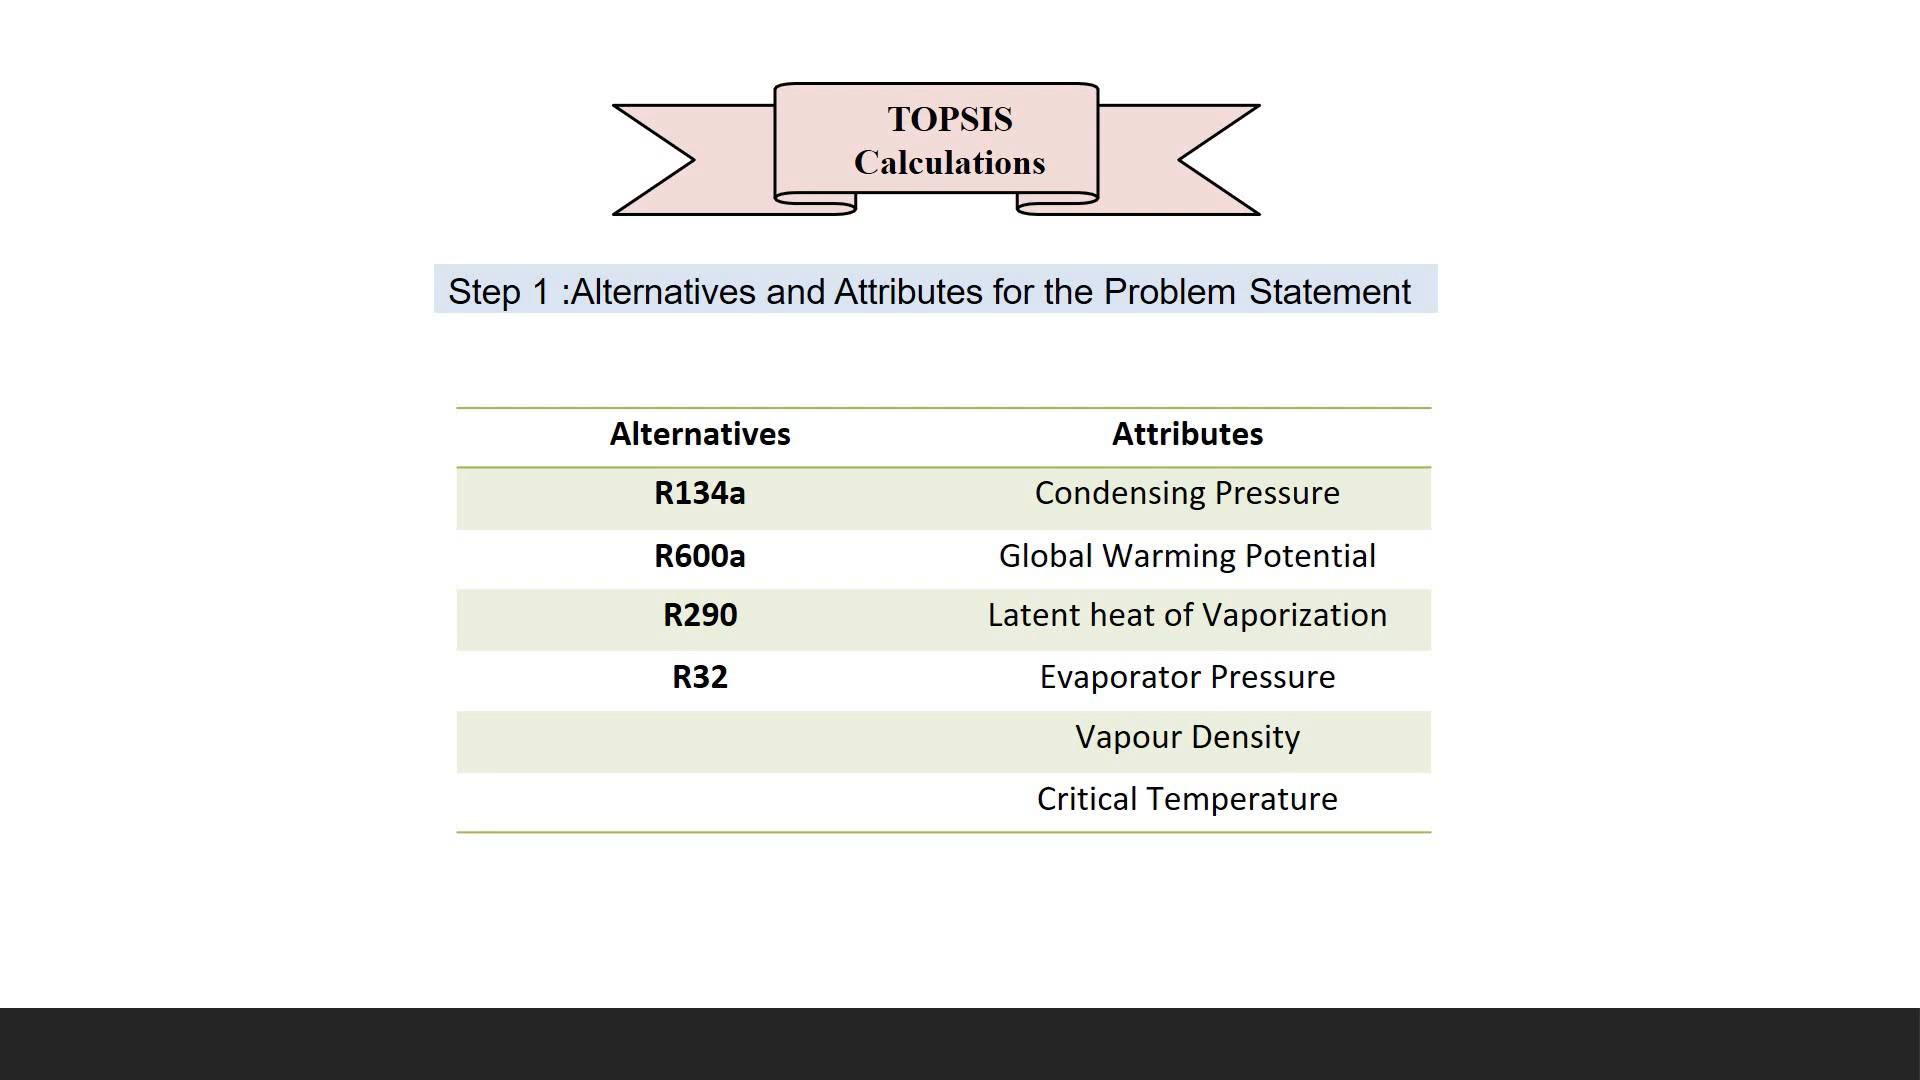 TOPSIS
Calculations
Step 1 :Alternatives and Attributes for the Problem Statement
Alternatives Attributes
R134a Condensing Pressure
R600a Global Warming Potential
R290 Latent heat of Vaporization
R32 Evaporator Pressure
Vapour Density
Critical Temperature